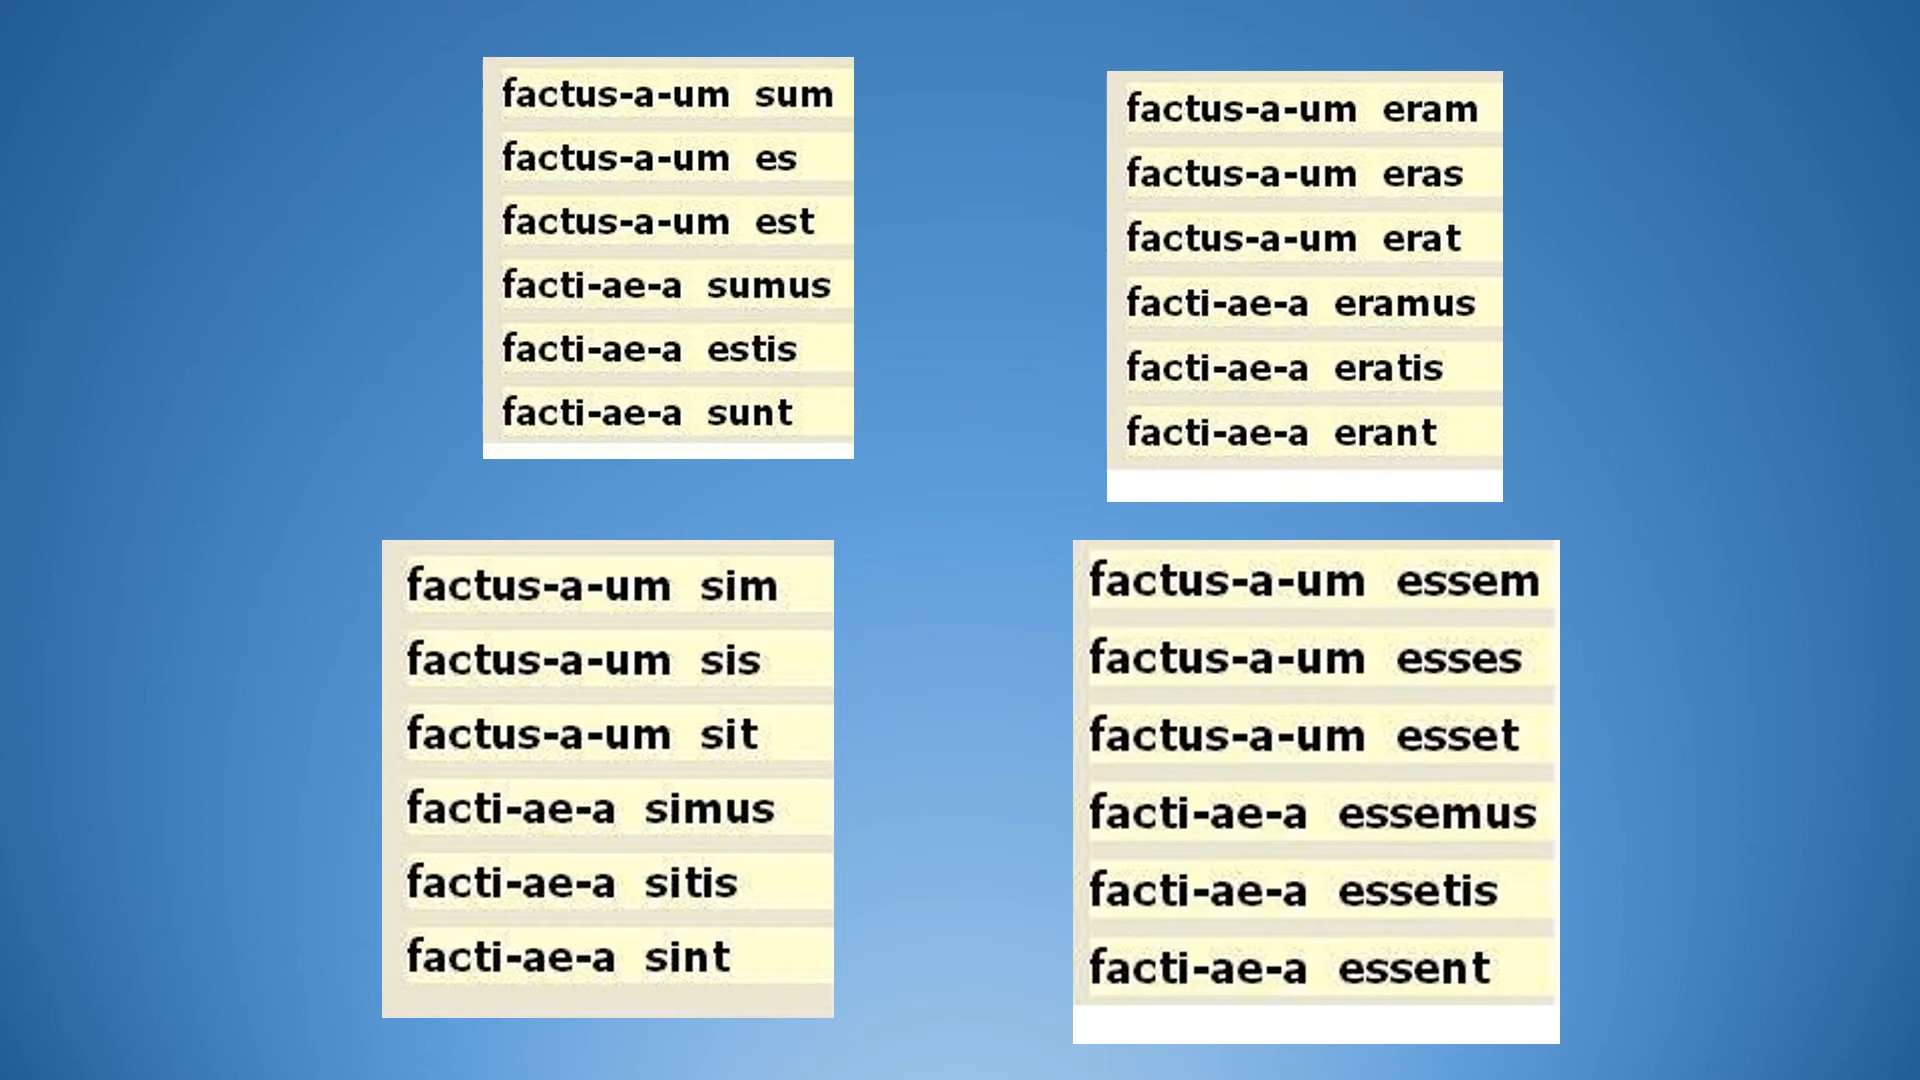 factus-a-um sum
factus-a-um es
factus-a-um est
facti-ae-a sumus
facti-ae-a estis
facti-ae-a sunt
factus-a-um eram
factus-a-um eras
factus-a-um erat
facti-ae-a eramus
facti-ae-a eratis
facti-ae-a erant
factus-a-um sim
factus-a-um sis
factus-a-um sit
facti-ae-a simus
facti-ae-a sitis
facti-ae-a sint
factus-a-um essem
factus-a-um esses
factus-a-um esset
facti-ae-a essemus
facti-ae-a essetis
facti-ae-a essent